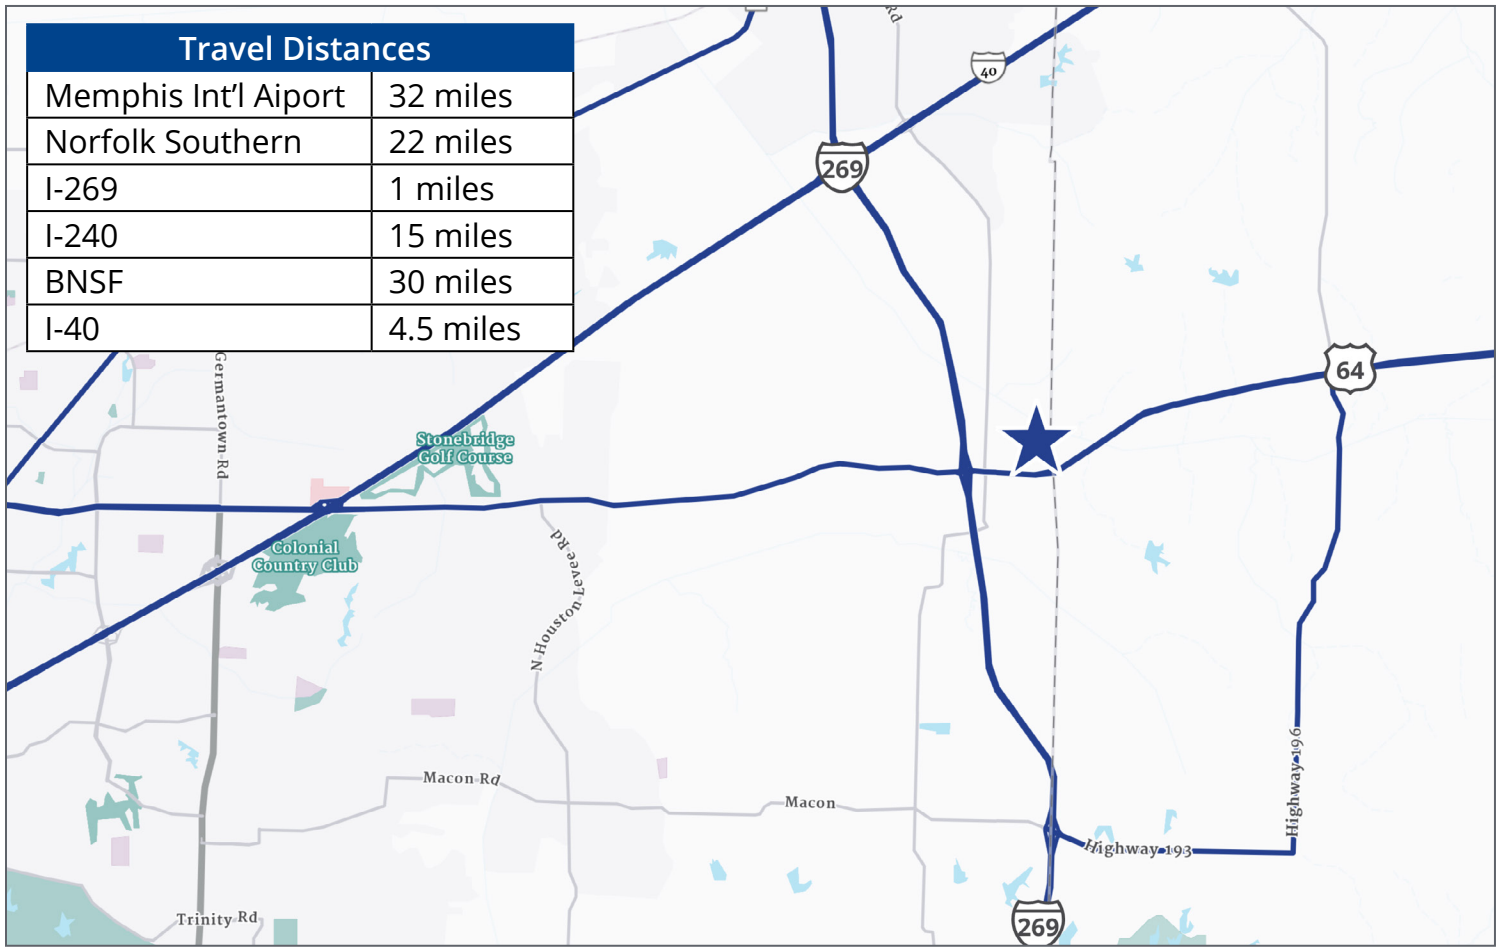 Travel Distances
Memphis Int’l Aiport 32 miles
Norfolk Southern 22 miles
I-269 1 miles
I-240 15 miles
BNSF 30 miles
I-40 4.5 miles
Rd
40
269
64
Germantown Rd
Stonebridge
Golf Course
Colonial
Country Club
N Houston Levee Rd
Highway 196
Macon Rd
Macon
Highway 193
Trinity Rd
269